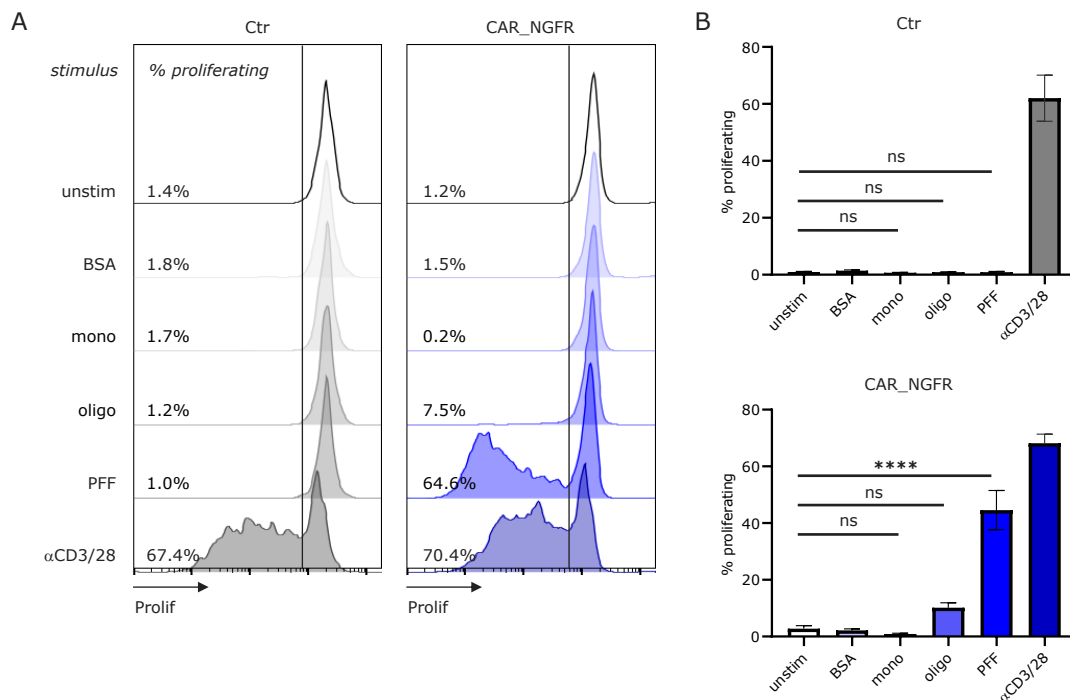 A
Ctr
CAR_NGFR
stimulus
% proliferating
unstim
1.4%
1.2%
BSA
1.8%
1.5%
mono
1.7%
0.2%
oligo
1.2%
7.5%
PFF
1.0%
64.6%
αCD3/28
67.4%
70.4%
Prolif
Prolif
B
Ctr
% proliferating
80
60
40
20
0
ns
ns
ns
unstim
BSA
mono
oligo
PFF
αCD3/28
CAR_NGFR
% proliferating
80
60
40
20
0
****
ns
ns
unstim
BSA
mono
oligo
PFF
αCD3/28